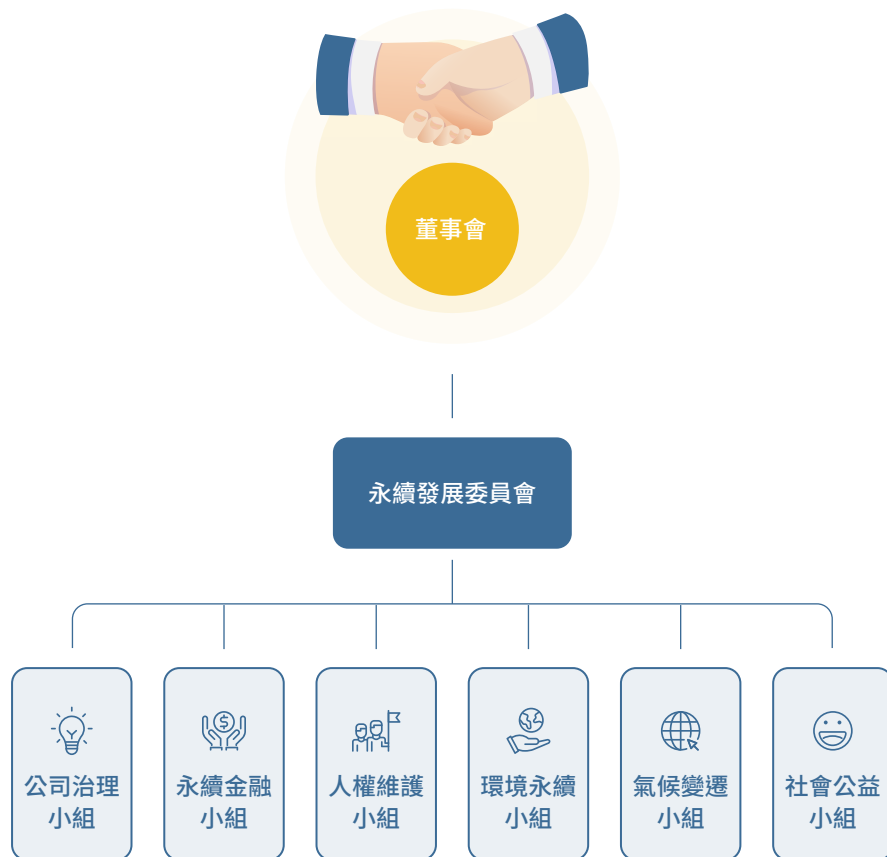 董事會
永續發展委員會
公司治理
小組
永續金融
小組
人權維護
小組
環境永續
小組
氣候變遷
小組
社會公益
小組